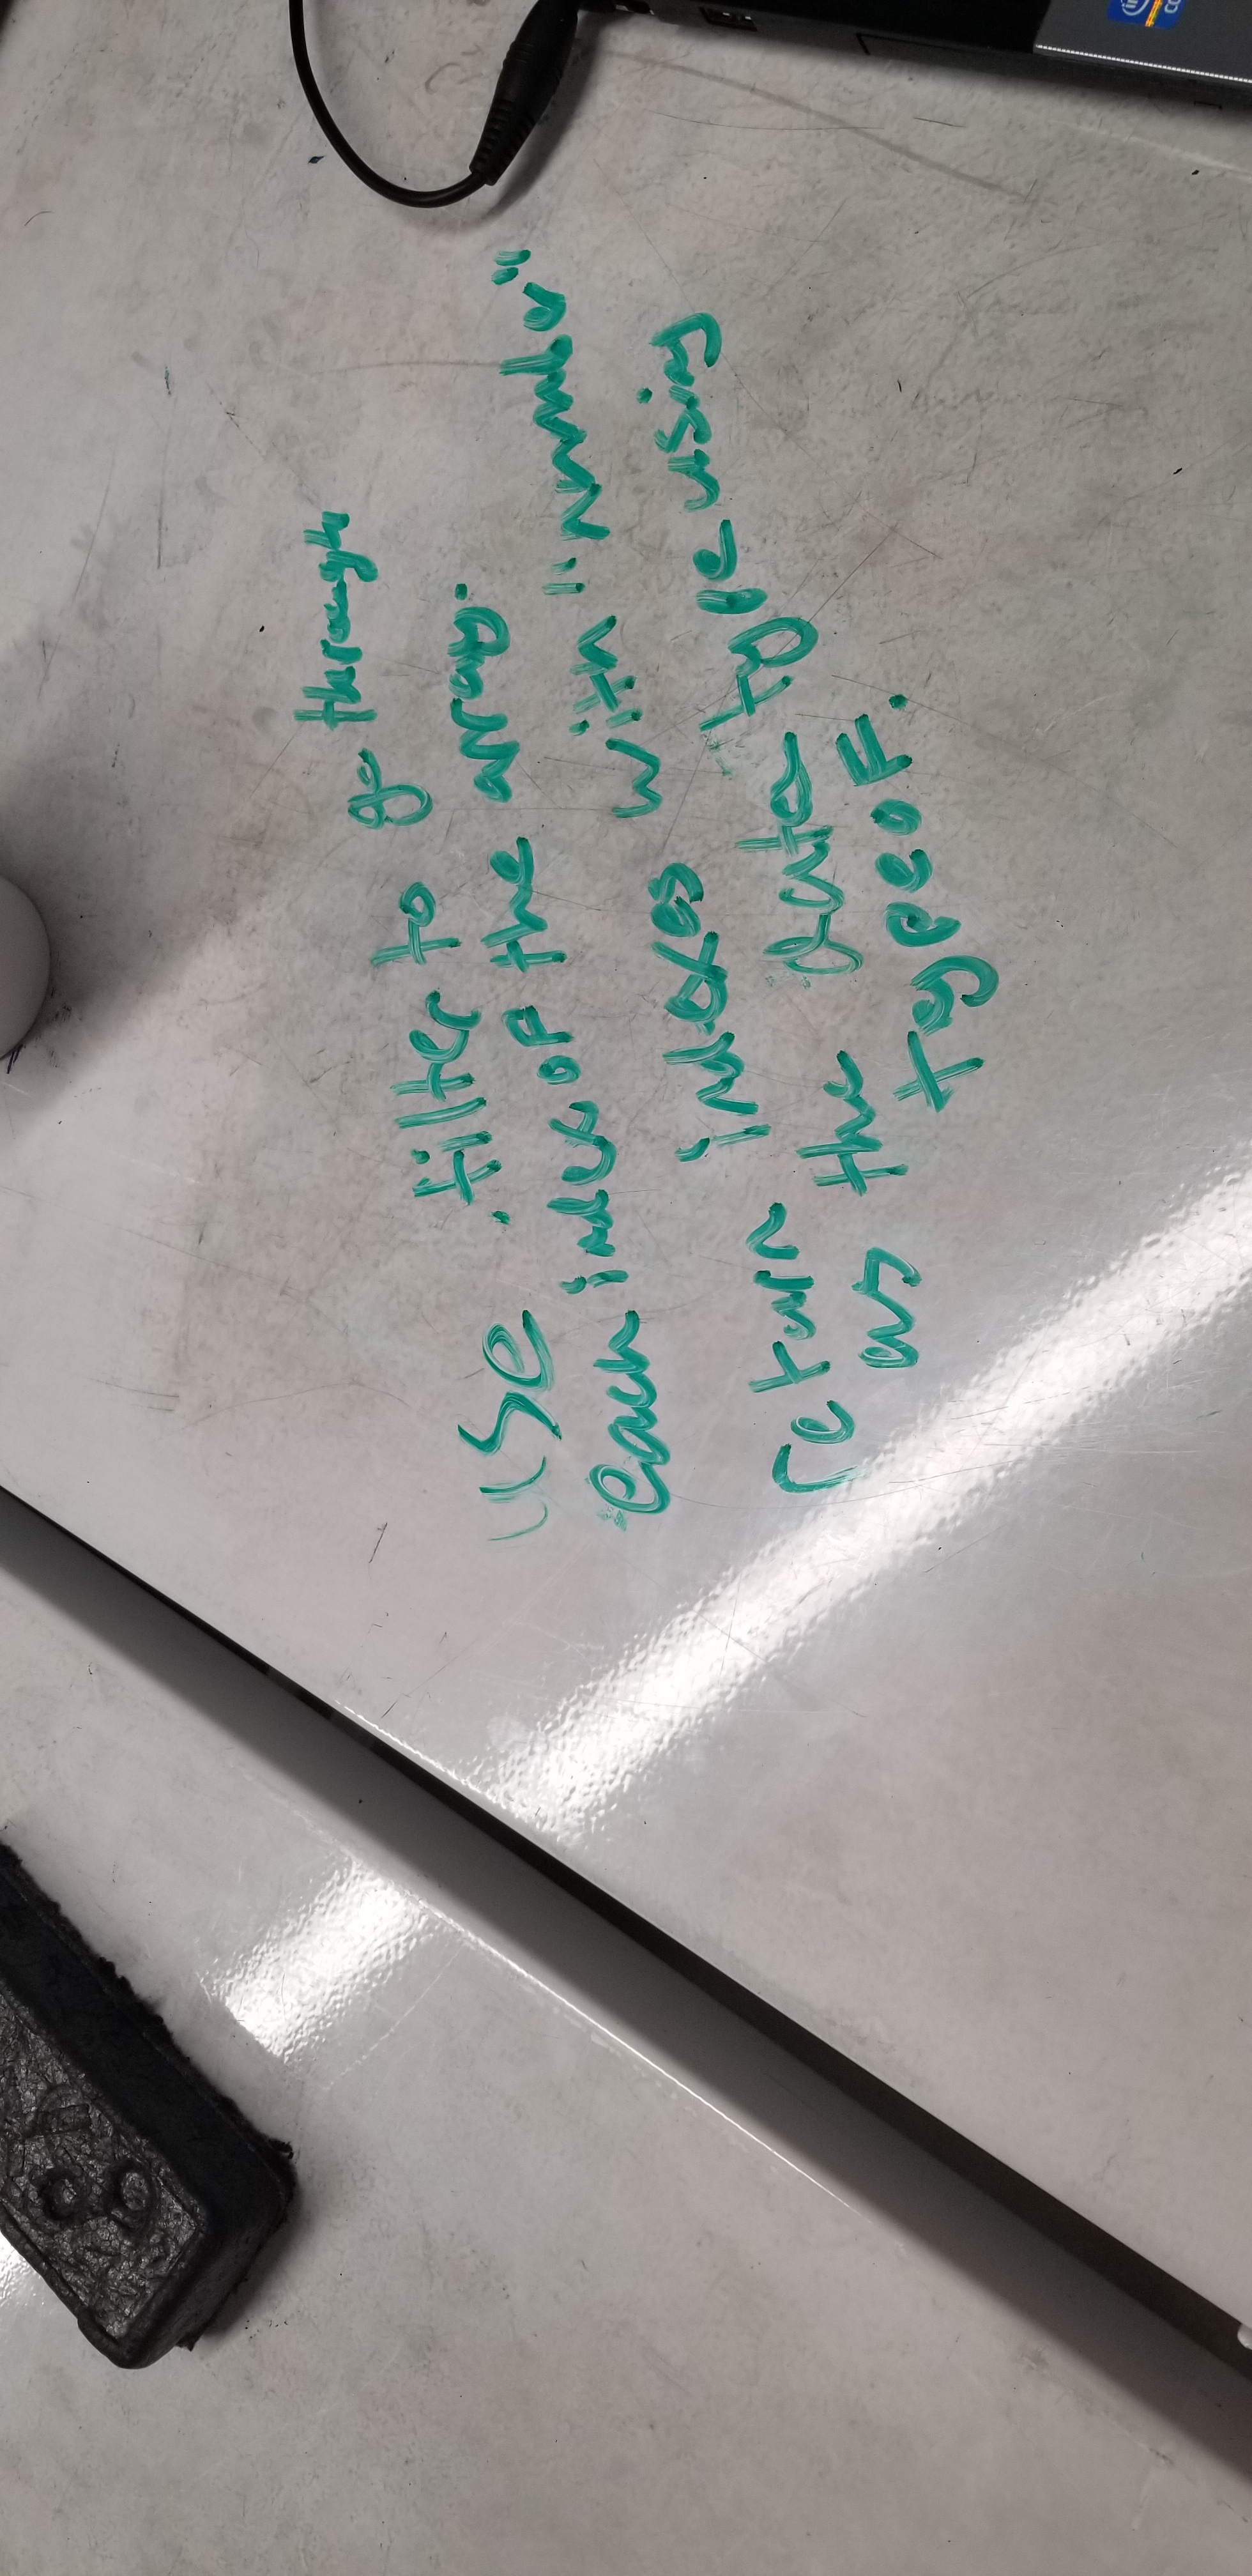 use filter to go through
each index of the array.
indexes with "number"
return data type using
as the typeof.